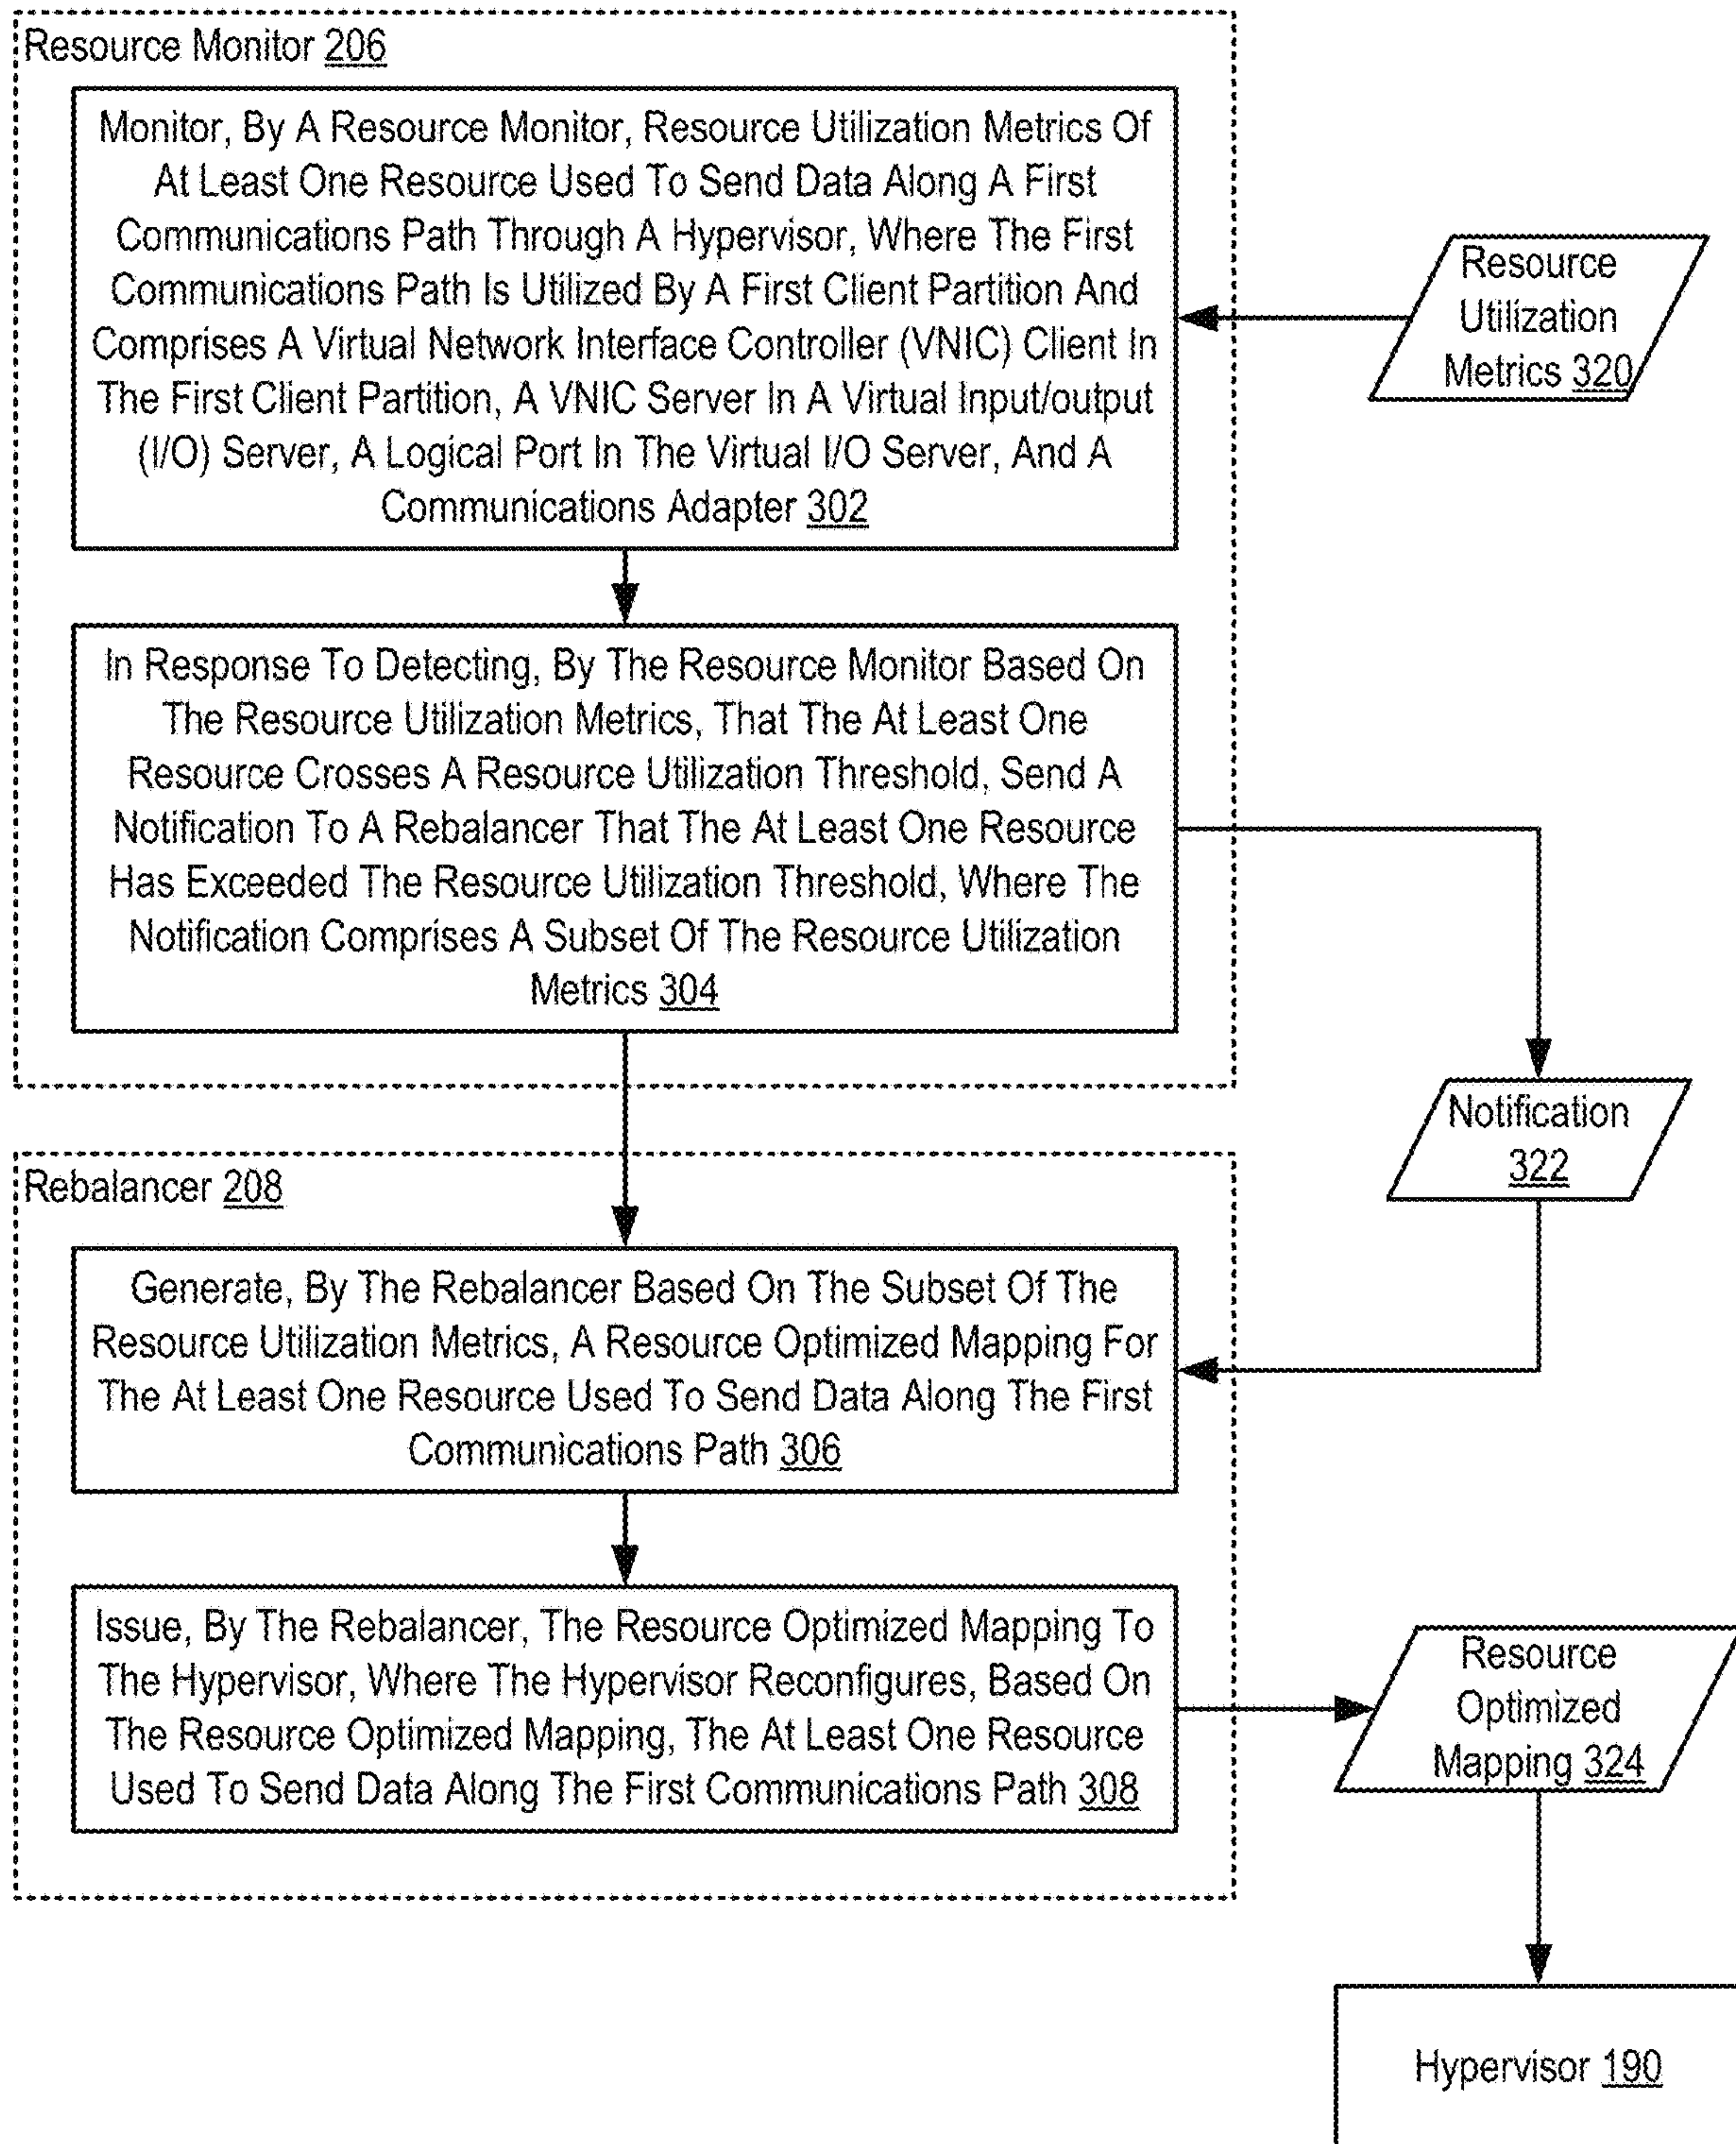 Resource Monitor 206
Monitor, By A Resource Monitor, Resource Utilization Metrics Of
At Least One Resource Used To Send Data Along A First
Communications Path Through A Hypervisor, Where The First
Communications Path Is Utilized By A First Client Partition And
Comprises A Virtual Network Interface Controller (VNIC) Client In
The First Client Partition, A VNIC Server In A Virtual Input/output
(I/O) Server, A Logical Port In The Virtual I/O Server, And A
Communications Adapter 302
Resource
Utilization
Metrics 320
In Response To Detecting, By The Resource Monitor Based On
The Resource Utilization Metrics, That The At Least One
Resource Crosses A Resource Utilization Threshold, Send A
Notification To A Rebalancer That The At Least One Resource
Has Exceeded The Resource Utilization Threshold, Where The
Notification Comprises A Subset Of The Resource Utilization
Metrics 304
Notification
322
Rebalancer 208
Generate, By The Rebalancer Based On The Subset Of The
Resource Utilization Metrics, A Resource Optimized Mapping For
The At Least One Resource Used To Send Data Along The First
Communications Path 306
Issue, By The Rebalancer, The Resource Optimized Mapping To
The Hypervisor, Where The Hypervisor Reconfigures, Based On
The Resource Optimized Mapping, The At Least One Resource
Used To Send Data Along The First Communications Path 308
Resource
Optimized
Mapping 324
Hypervisor 190